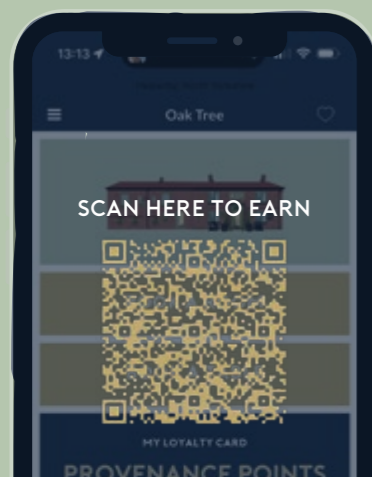 13:13
Oak Tree
SCAN HERE TO EARN
MY LOYALTY CARD
PROVENANCE POINTS